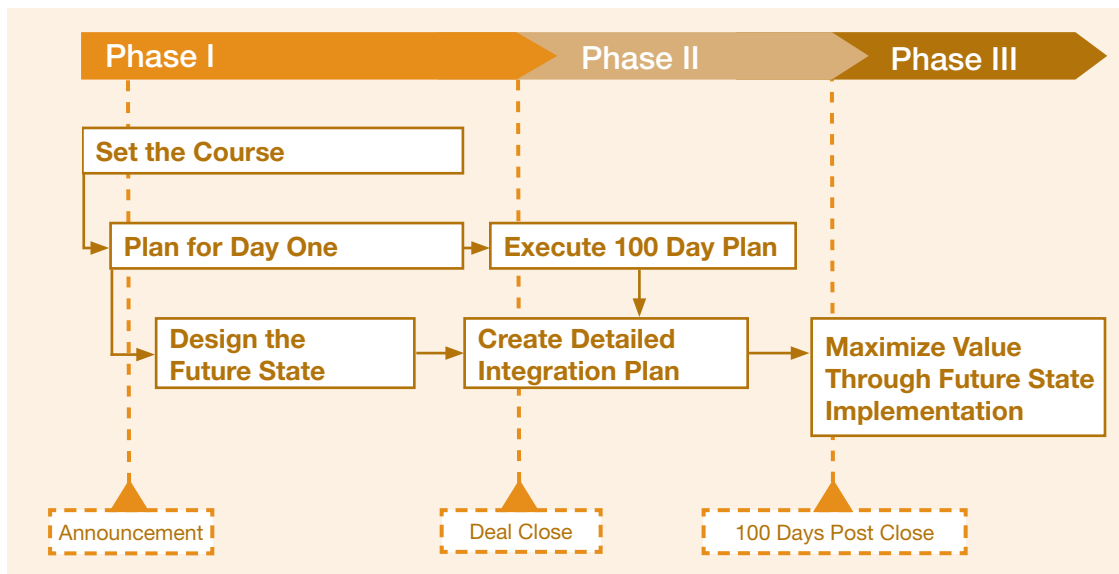 Phase I
Phase II
Phase III
Set the Course
Plan for Day One
Execute 100 Day Plan
Design the
Future State
Create Detailed
Integration Plan
Maximize Value
Through Future State
Implementation
Announcement
Deal Close
100 Days Post Close